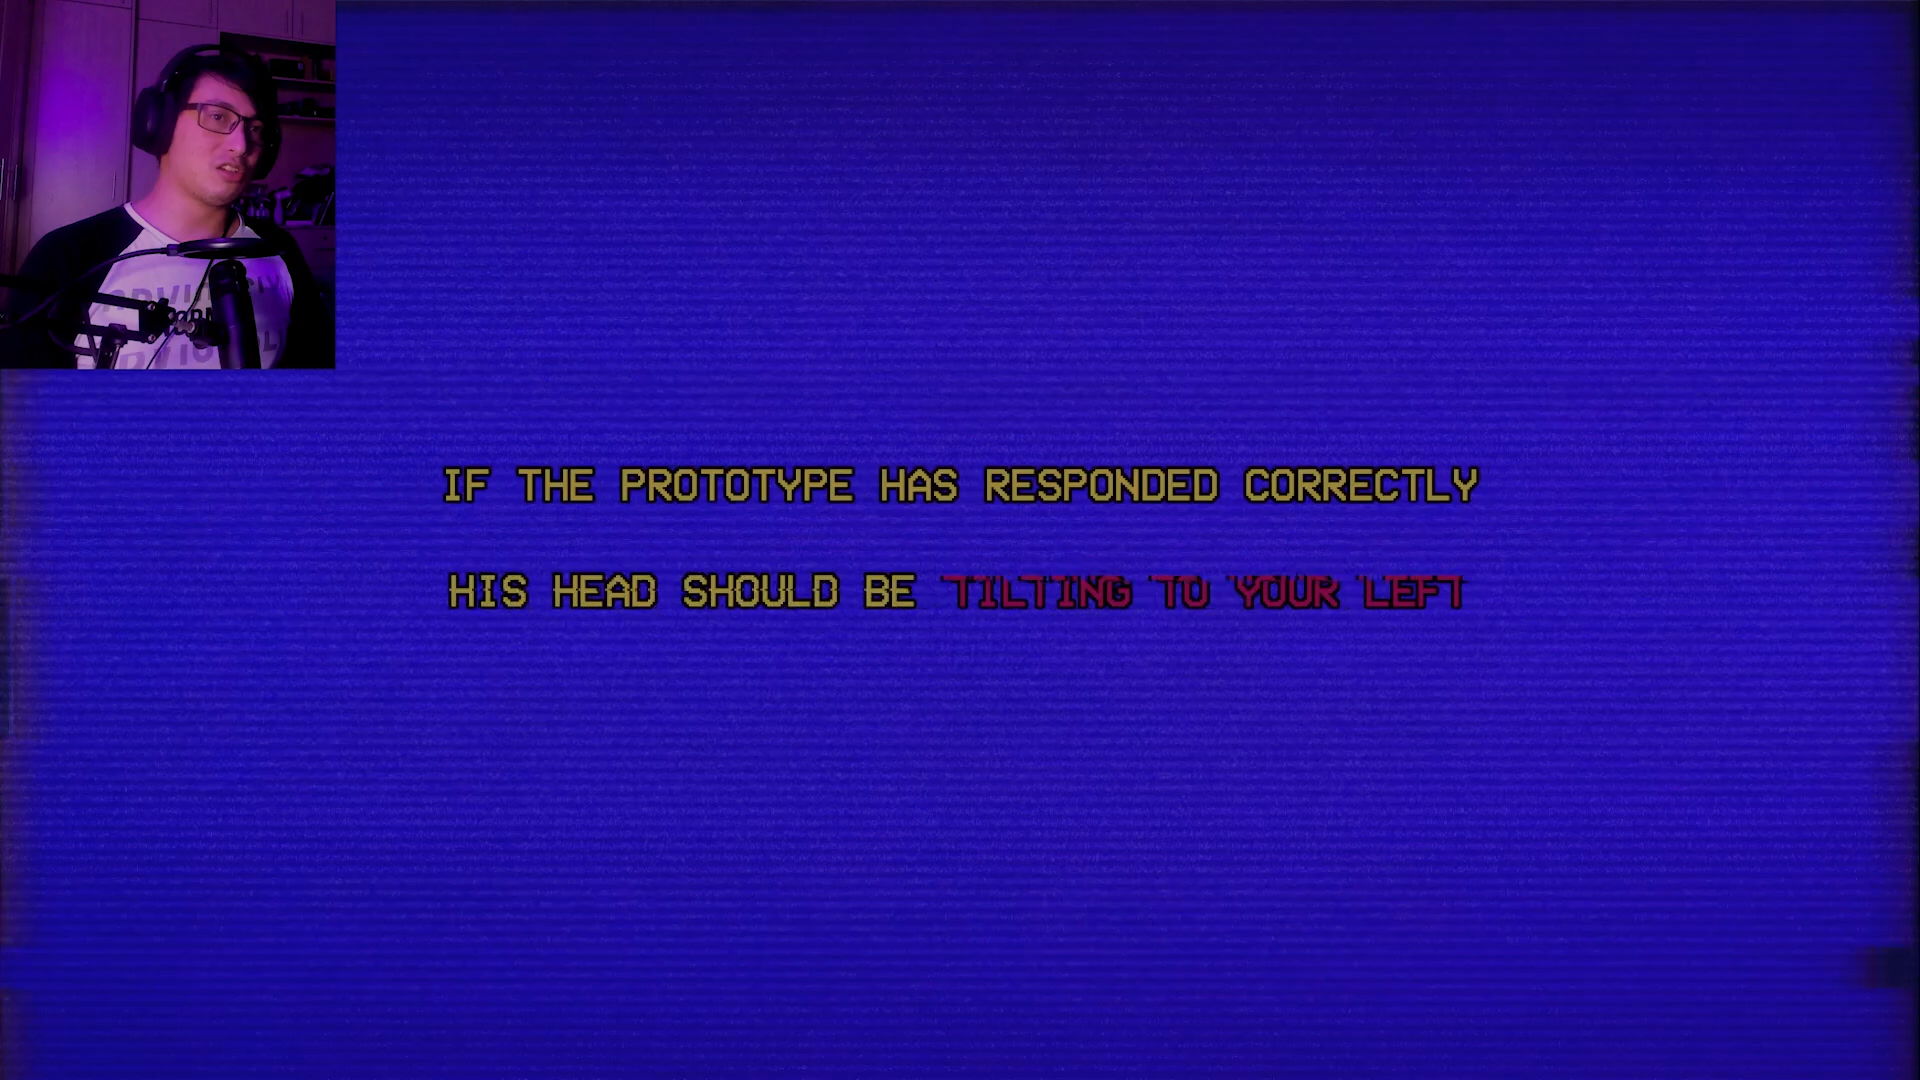 IF THE PROTOTYPE HAS RESPONDED CORRECTLY
HIS HEAD SHOULD BE TILTING TO YOUR LEFT